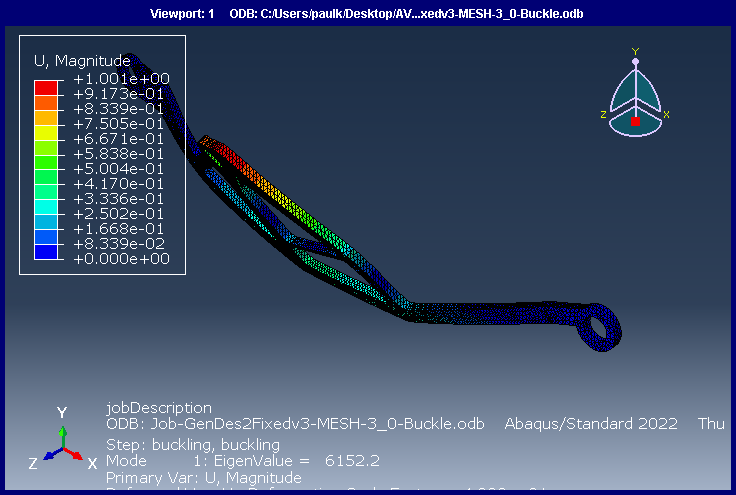 Viewport: 1 ODB: C:/Users/paulk/Desktop/AV...xedv3-MESH-3_0-Buckle.odb
U, Magnitude
+1.001e+00
+9.173e-01
+8.339e-01
+7.505e-01
+6.671e-01
+5.838e-01
+5.004e-01
+4.170e-01
+3.336e-01
+2.502e-01
+1.668e-01
+8.339e-02
+0.000e+00
Y
Z
X
Y
Z
X
jobDescription
ODB: Job-GenDes2Fixedv3-MESH-3_0-Buckle.odb Abaqus/Standard 2022 Thu
Step: buckling, buckling
Mode 1: EigenValue = 6152.2
Primary Var: U, Magnitude